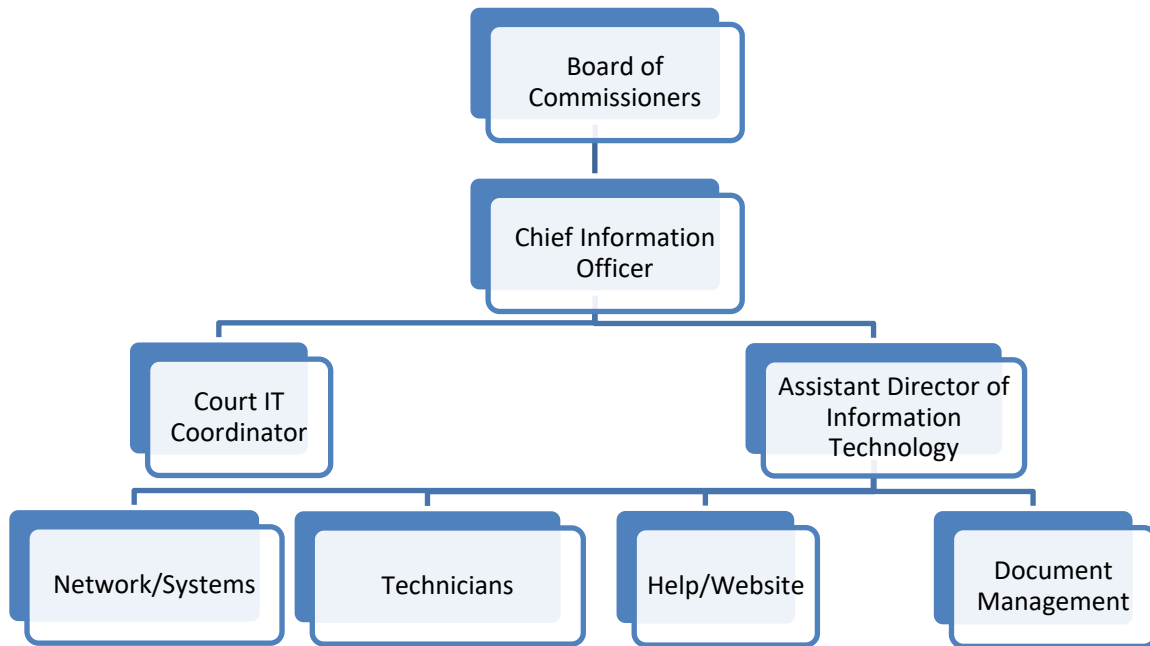 Board of
Commissioners
Chief Information
Officer
Court IT
Coordinator
Assistant Director of
Information
Technology
Network/Systems
Technicians
Help/Website
Document
Management